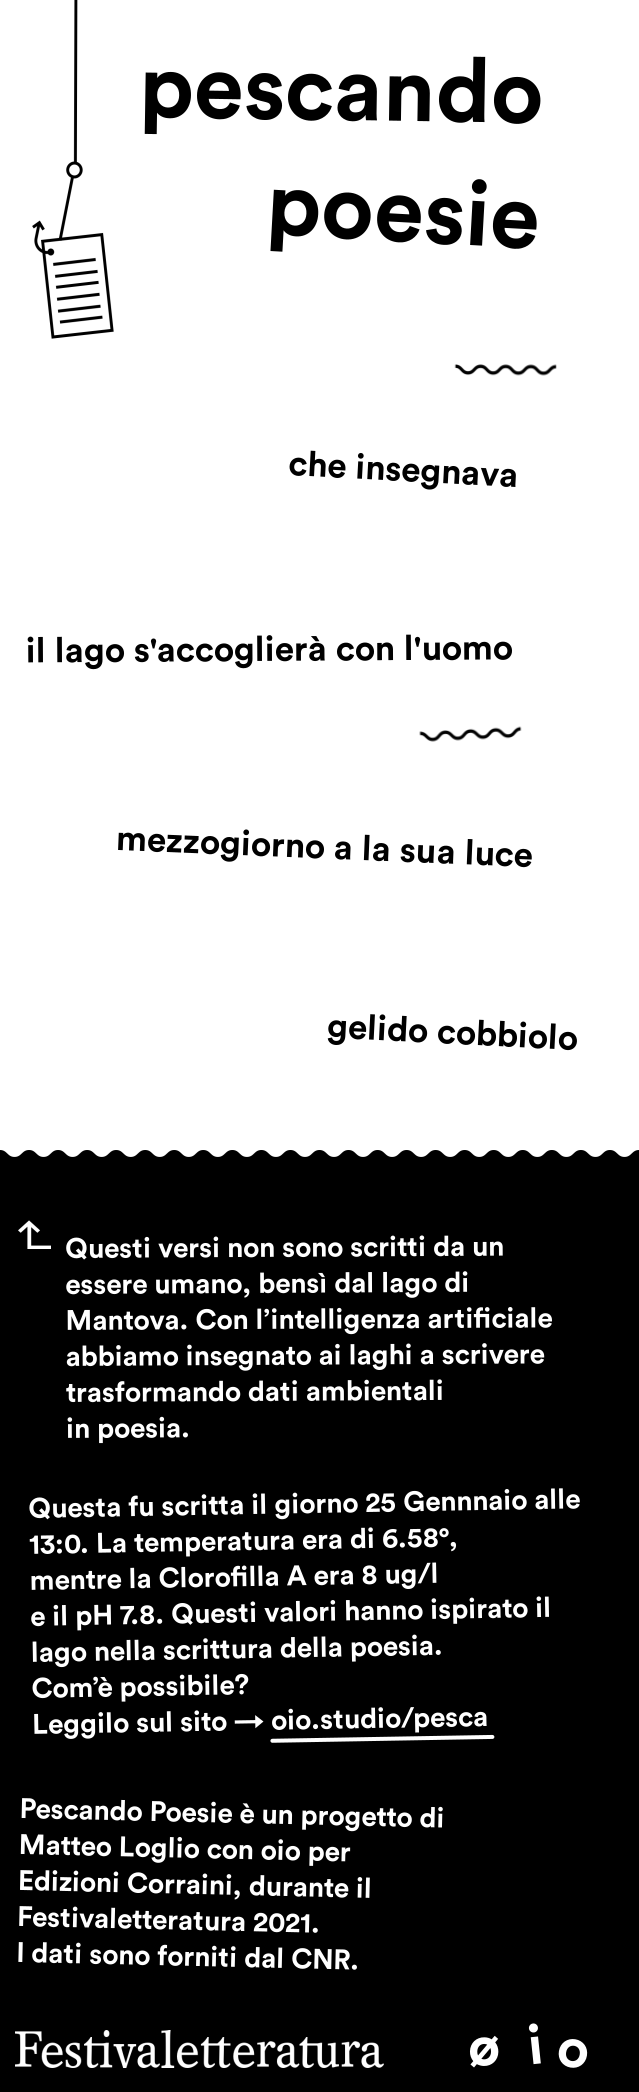 pescando
poesie
che insegnava
il lago s'accoglierà con l'uomo
mezzogiorno a la sua luce
gelido cobbiolo
Questi versi non sono scritti da un
essere umano, bensì dal lago di
Mantova. Con l’intelligenza artificiale
abbiamo insegnato ai laghi a scrivere
trasformando dati ambientali
in poesia.
Questa fu scritta il giorno 25 Gennnaio alle
13:0. La temperatura era di 6.58°,
mentre la Clorofilla A era 8 ug/l
e il pH 7.8. Questi valori hanno ispirato il
lago nella scrittura della poesia.
Com’è possibile?
Leggilo sul sito → oio.studio/pesca
Pescando Poesie è un progetto di
Matteo Loglio con oio per
Edizioni Corraini, durante il
Festivaletteratura 2021.
I dati sono forniti dal CNR.
Festivaletteratura øio